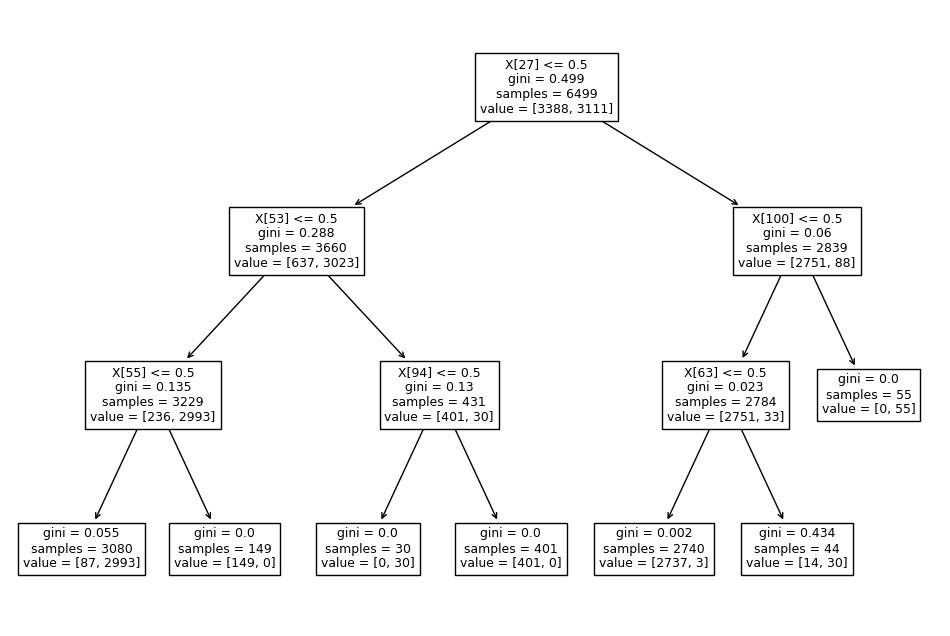 X[27] <= 0.5
gini = 0.499
samples = 6499
value = [3388, 3111]
X[53] <= 0.5
gini = 0.288
samples = 3660
value = [637, 3023]
X[100] <= 0.5
gini = 0.06
samples = 2839
value = [2751, 88]
X[55] <= 0.5
gini = 0.135
samples = 3229
value = [236, 2993]
X[94] <= 0.5
gini = 0.13
samples = 431
value = [401, 30]
X[63] <= 0.5
gini = 0.023
samples = 2784
value = [2751, 33]
gini = 0.0
samples = 55
value = [0, 55]
gini = 0.055
samples = 3080
value = [87, 2993]
gini = 0.0
samples = 149
value = [149, 0]
gini = 0.0
samples = 30
value = [0, 30]
gini = 0.0
samples = 401
value = [401, 0]
gini = 0.002
samples = 2740
value = [2737, 3]
gini = 0.434
samples = 44
value = [14, 30]